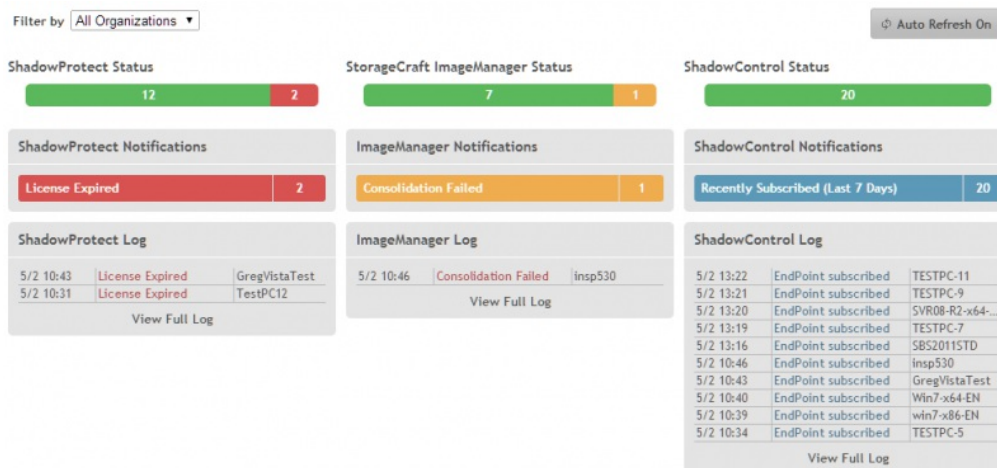 Filter by All Organizations Auto Refresh On
ShadowProtect Status
12 2
ShadowProtect Notifications
License Expired 2
ShadowProtect Log
5/2 10:43 License Expired GregVistaTest
5/2 10:31 License Expired TestPC12
View Full Log
StorageCraft ImageManager Status
7 1
ImageManager Notifications
Consolidation Failed 1
ImageManager Log
5/2 10:46 Consolidation Failed insp530
View Full Log
ShadowControl Status
20
ShadowControl Notifications
Recently Subscribed (Last 7 Days) 20
ShadowControl Log
5/2 13:22 EndPoint subscribed TESTPC-11
5/2 13:21 EndPoint subscribed TESTPC-9
5/2 13:20 EndPoint subscribed SVR08-R2-x64-...
5/2 13:19 EndPoint subscribed TESTPC-7
5/2 13:16 EndPoint subscribed SBS2011STD
5/2 10:46 EndPoint subscribed insp530
5/2 10:43 EndPoint subscribed GregVistaTest
5/2 10:40 EndPoint subscribed Win7-x64-EN
5/2 10:39 EndPoint subscribed win7-x86-EN
5/2 10:34 EndPoint subscribed TESTPC-5
View Full Log